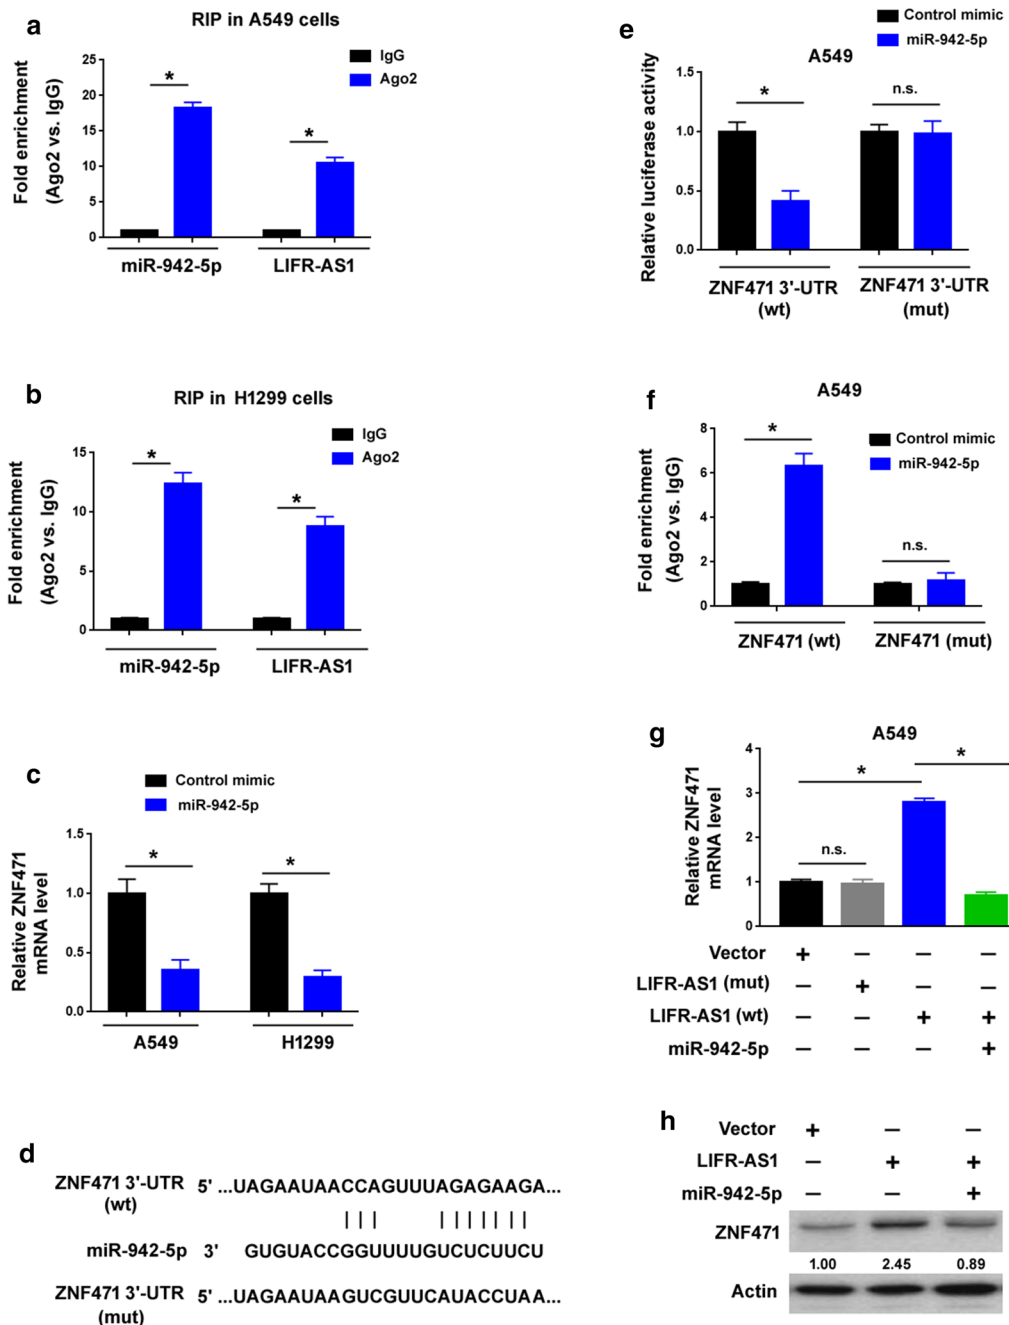 a
RIP in A549 cells
IgG
Ago2
Fold enrichment
(Ago2 vs. IgG)
25
20
15
10
5
0
*
*
miR-942-5p
LIFR-AS1
b
RIP in H1299 cells
IgG
Ago2
Fold enrichment
(Ago2 vs. IgG)
15
10
5
0
*
*
miR-942-5p
LIFR-AS1
c
Control mimic
miR-942-5p
Relative ZNF471
mRNA level
1.5
1.0
0.5
0.0
*
*
A549
H1299
d
ZNF471 3'-UTR 5' ...UAGAAUAACCAGUUUAGAGAAGA...
(wt)
miR-942-5p 3' GUGUACCGGUUUUGUCUCUUCU
ZNF471 3'-UTR 5' ...UAGAAUAAGUCGUUCAUACCUAA...
(mut)
e
Control mimic
miR-942-5p
A549
Relative luciferase activity
1.5
1.0
0.5
0.0
*
n.s.
ZNF471 3'-UTR
(wt)
ZNF471 3'-UTR
(mut)
f
A549
Control mimic
miR-942-5p
Fold enrichment
(Ago2 vs. IgG)
8
6
4
2
0
*
n.s.
ZNF471 (wt)
ZNF471 (mut)
g
A549
Relative ZNF471
mRNA level
4
3
2
1
0
n.s.
*
*
Vector + – – –
LIFR-AS1 (mut) – + – –
LIFR-AS1 (wt) – – + +
miR-942-5p – – – +
h
Vector + – –
LIFR-AS1 – + +
miR-942-5p – – +
ZNF471
1.00 2.45 0.89
Actin